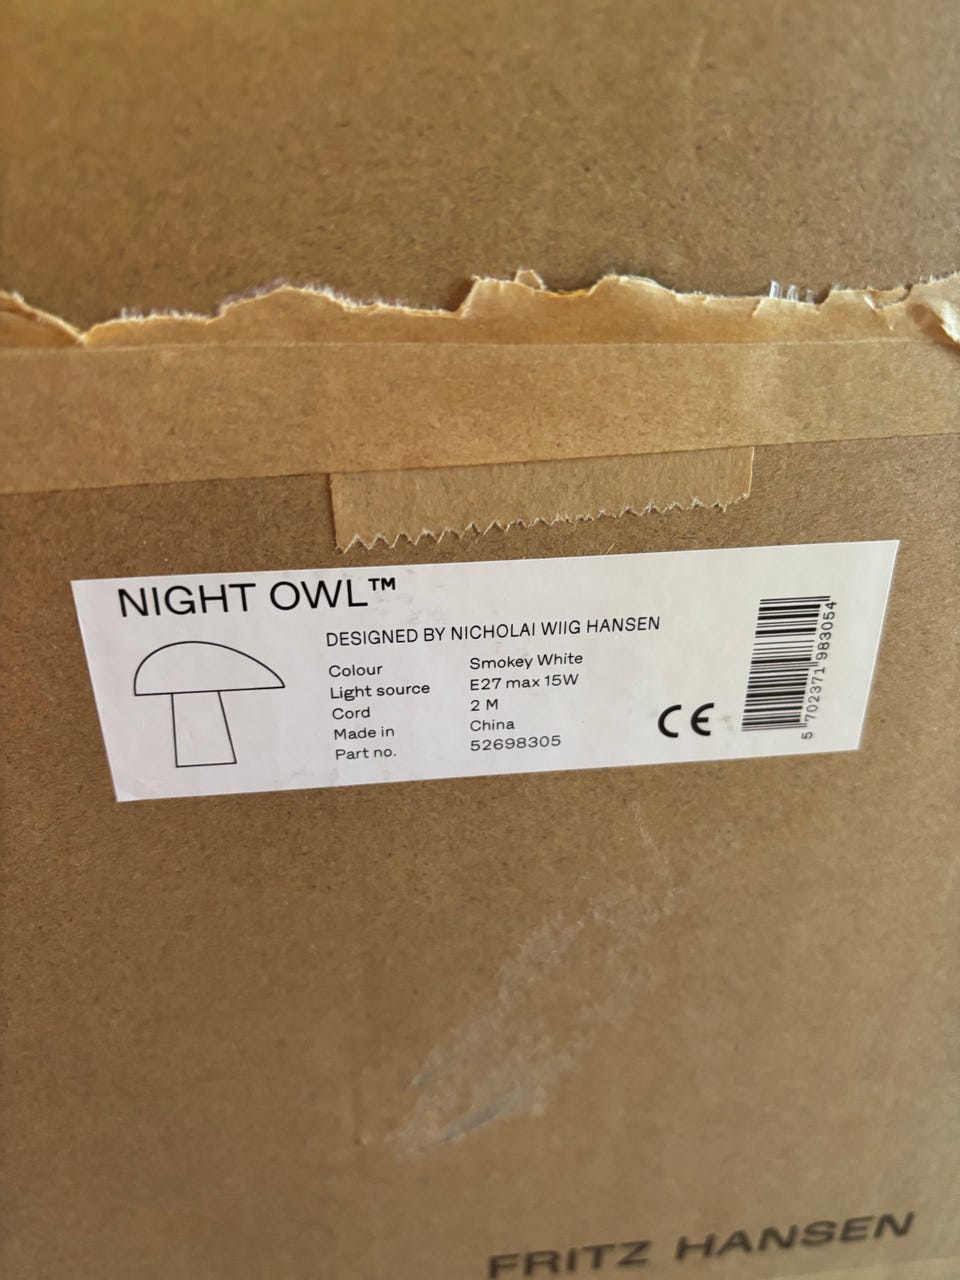 NIGHT OWL™
DESIGNED BY NICHOLAI WIIG HANSEN
Colour Smokey White
Light source E27 max 15W
Cord 2 M
Made in China
Part no. 52698305
CE
5 702371 983054
FRITZ HANSEN